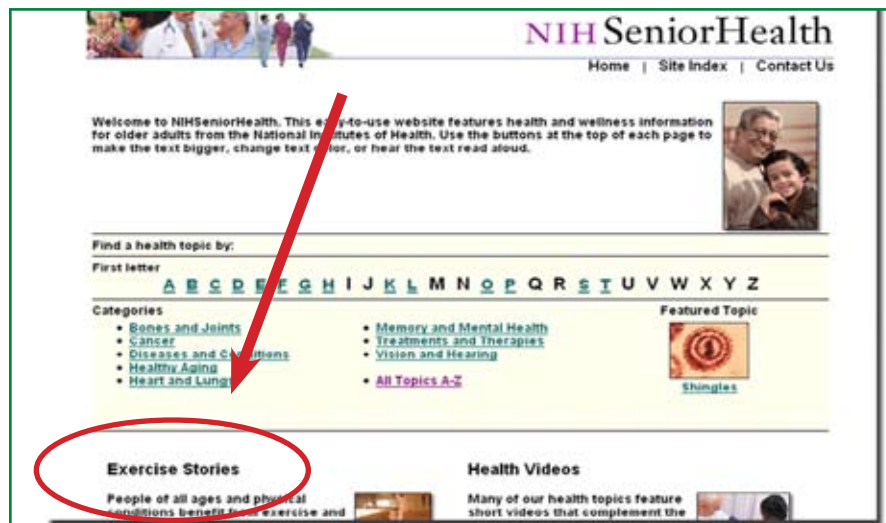 NIHSeniorHealth
Home | Site Index | Contact Us
Welcome to NIHSeniorHealth. This easy-to-use website features health and wellness information
for older adults from the National Institutes of Health. Use the buttons at the top of each page to
make the text bigger, change text color, or hear the text read aloud.
Find a health topic by:
First letter
A B C D E F G H I J K L M N O P Q R S T U V W X Y Z
Categories
Featured Topic
• Bones and Joints
• Cancer
• Diseases and Conditions
• Healthy Aging
• Heart and Lungs
• Memory and Mental Health
• Treatments and Therapies
• Vision and Hearing
• All Topics A-Z
Shingles
Exercise Stories
People of all ages and physical
conditions benefit from exercise and
Health Videos
Many of our health topics feature
short videos that complement the